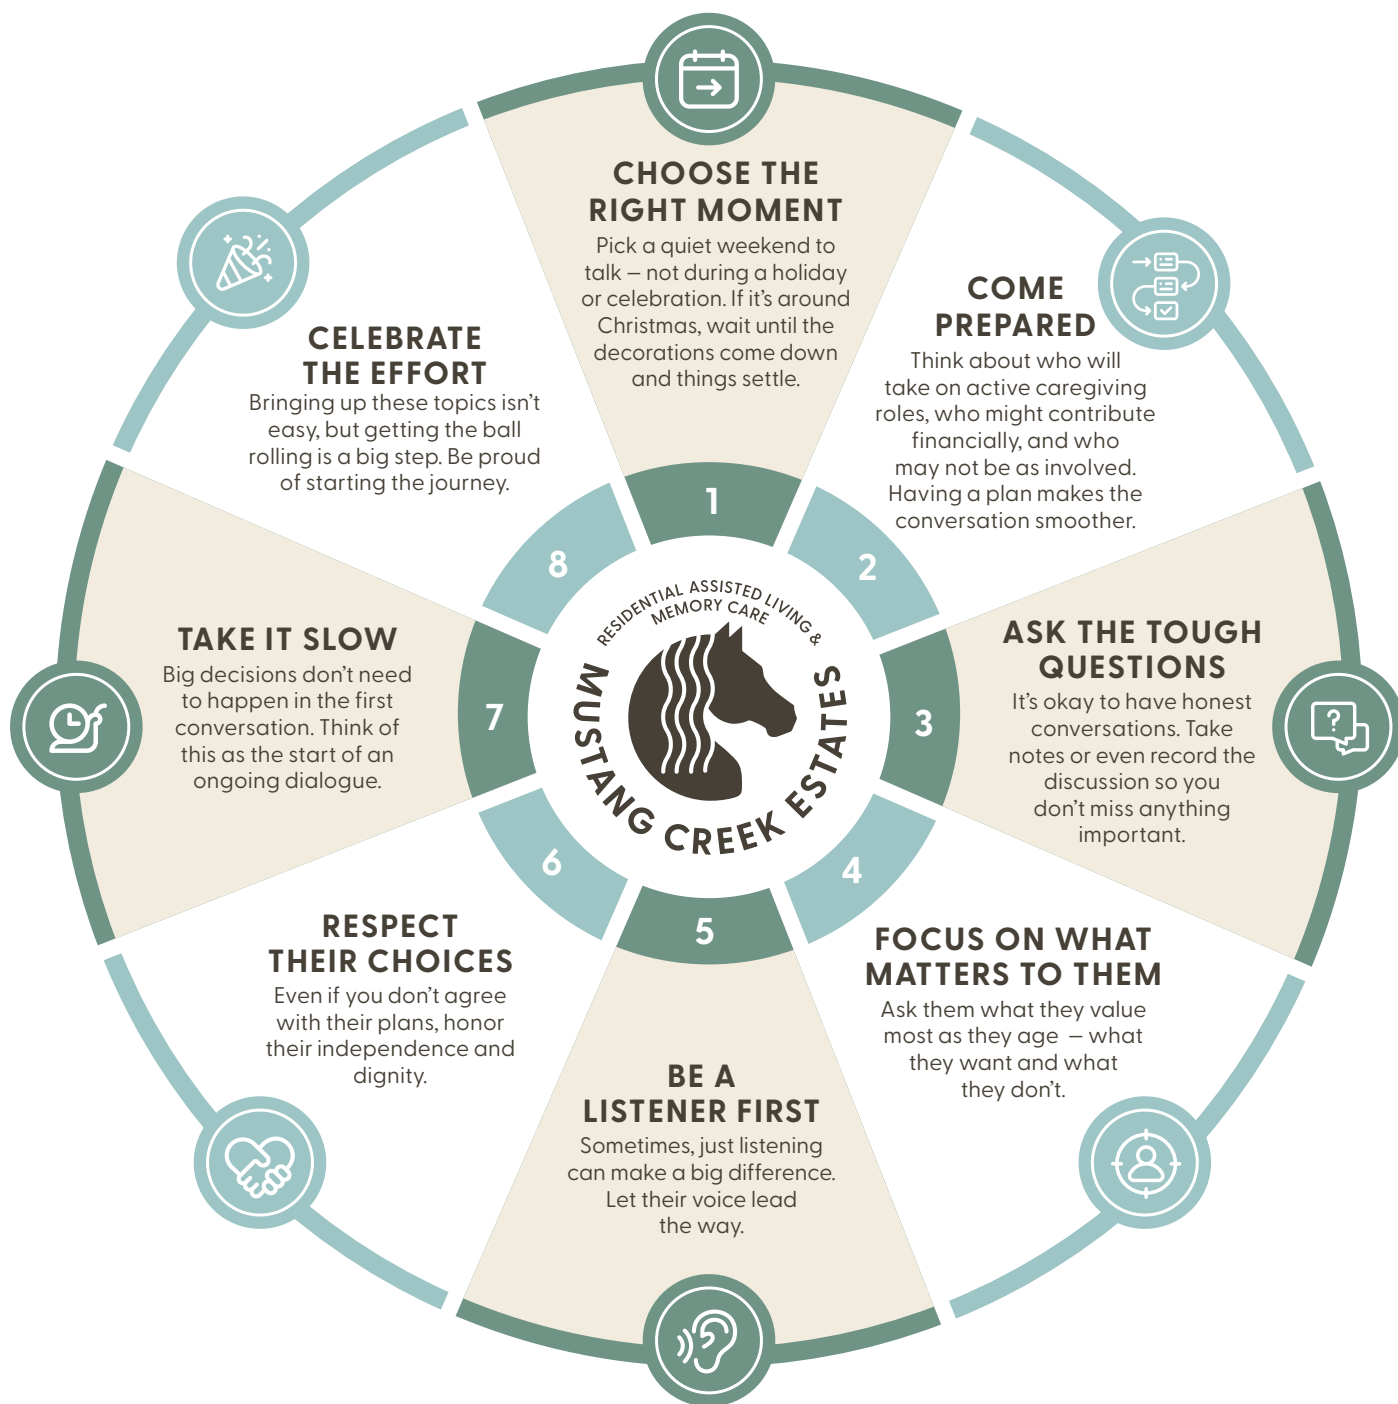 CHOOSE THE
RIGHT MOMENT
Pick a quiet weekend to
talk – not during a holiday
or celebration. If it's around
Christmas, wait until the
decorations come down
and things settle.
1
COME
PREPARED
Think about who will
take on active caregiving
roles, who might contribute
financially, and who
may not be as involved.
Having a plan makes the
conversation smoother.
2
ASK THE TOUGH
QUESTIONS
It's okay to have honest
conversations. Take
notes or even record the
discussion so you
don't miss anything
important.
3
FOCUS ON WHAT
MATTERS TO THEM
Ask them what they value
most as they age – what
they want and what
they don't.
4
BE A
LISTENER FIRST
Sometimes, just listening
can make a big difference.
Let their voice lead
the way.
5
RESPECT
THEIR CHOICES
Even if you don't agree
with their plans, honor
their independence and
dignity.
6
TAKE IT SLOW
Big decisions don't need
to happen in the first
conversation. Think of
this as the start of an
ongoing dialogue.
7
CELEBRATE
THE EFFORT
Bringing up these topics isn't
easy, but getting the ball
rolling is a big step. Be proud
of starting the journey.
8
RESIDENTIAL ASSISTED LIVING &
MEMORY CARE
MUSTANG CREEK ESTATES
?